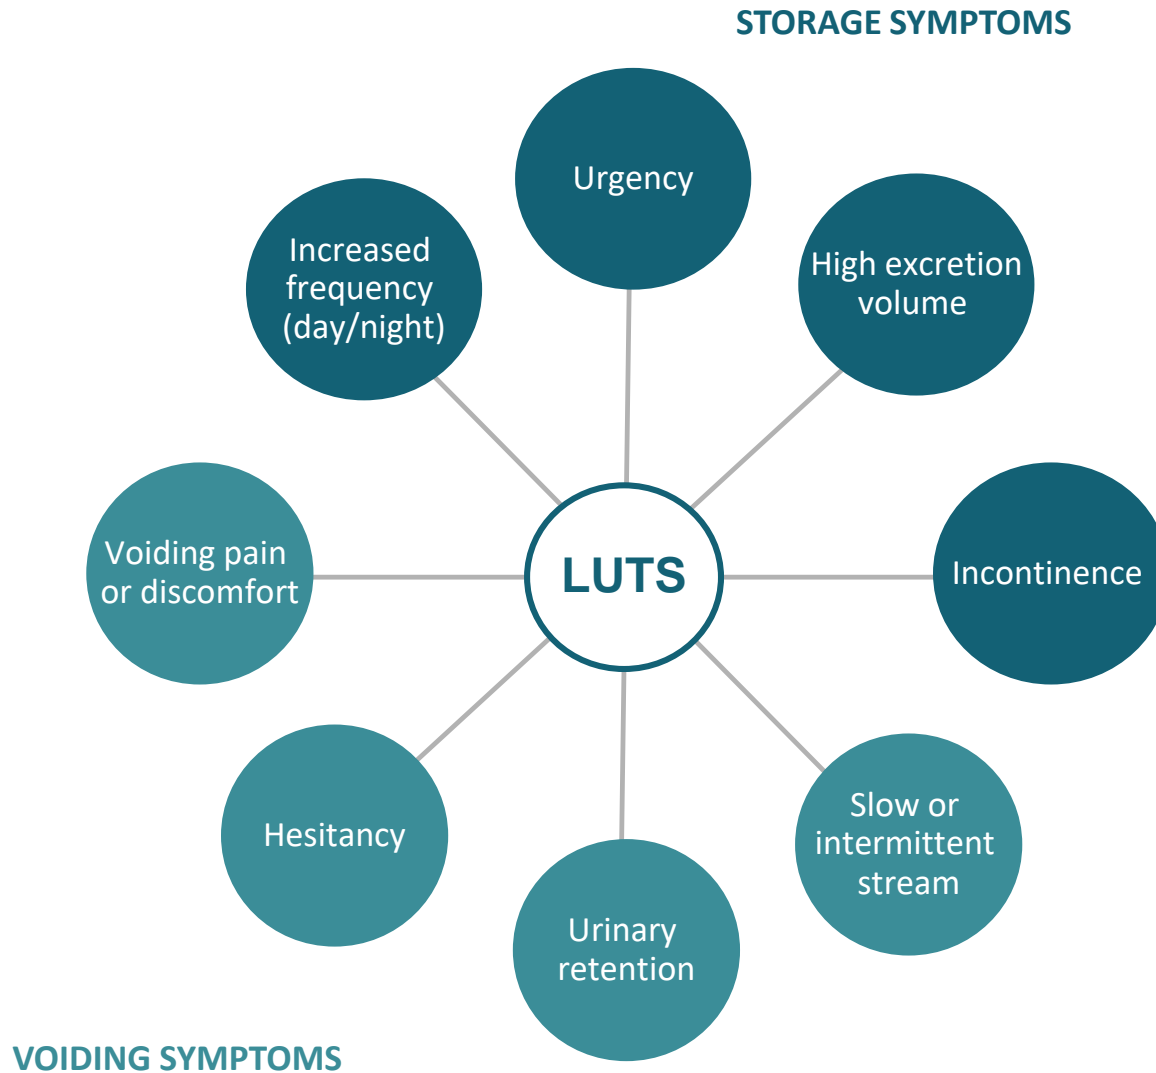 STORAGE SYMPTOMS
Urgency
Increased
frequency
(day/night)
High excretion
volume
Voiding pain
or discomfort
LUTS
Incontinence
Hesitancy
Slow or
intermittent
stream
Urinary
retention
VOIDING SYMPTOMS